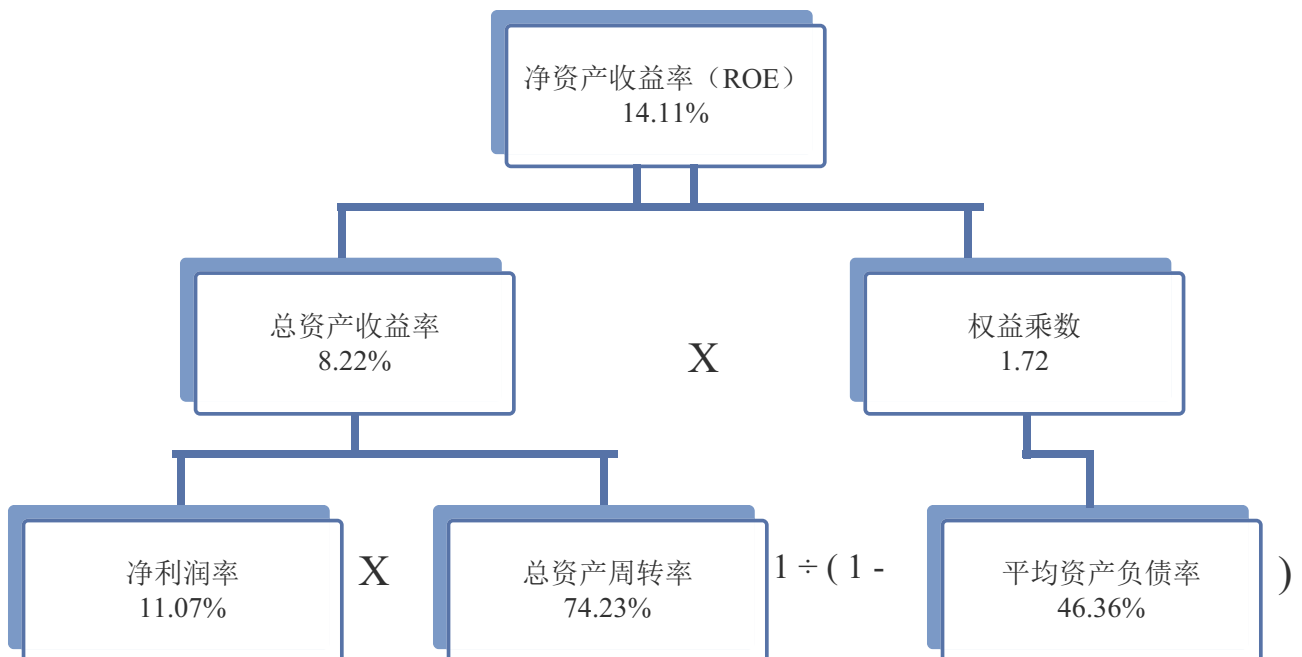 净资产收益率（ROE）
14.11%
总资产收益率
8.22%
X
权益乘数
1.72
净利润率
11.07%
X
总资产周转率
74.23%
1 ÷ ( 1 -
平均资产负债率
46.36%
)